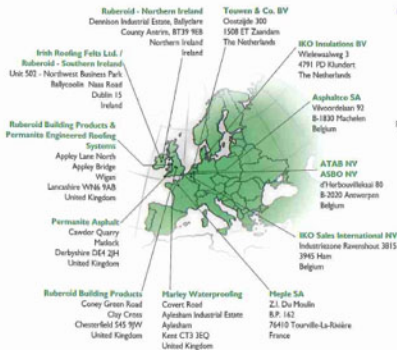 Ruberoid - Northern Ireland
Dennison Industrial Estate, Ballyclare
County Antrim, BT39 9EB
Northern Ireland
Ireland
Touwen & Co. BV
Oostzijde 300
1508 ET Zaandam
The Netherlands
IKO Insulations BV
Wielewaalweg 3
4791 PD Klundert
The Netherlands
Irish Roofing Felts Ltd. /
Ruberoid - Southern Ireland
Unit 502 - Northwest Business Park
Ballycoolin Naas Road
Dublin 15
Ireland
Asphaltco SA
Vilvoordelaan 92
B-1830 Machelen
Belgium
Ruberoid Building Products &
Permanite Engineered Roofing
Systems
Appley Lane North
Appley Bridge
Wigan
Lancashire WN6 9AB
United Kingdom
ATAB NV
ASBO NV
d'Herbouvillekaai 80
B-2020 Antwerpen
Belgium
Permanite Asphalt
Cawdor Quarry
Matlock
Derbyshire DE4 2JH
United Kingdom
IKO Sales International NV
Industriezone Ravenshout 3815
3945 Ham
Belgium
Ruberoid Building Products
Coney Green Road
Clay Cross
Chesterfield S45 9JW
United Kingdom
Marley Waterproofing
Covert Road
Aylesham Industrial Estate
Aylesham
Kent CT3 3EQ
United Kingdom
Meple SA
Z.I. Du Moulin
B.P. 162
76410 Tourville-La-Rivière
France